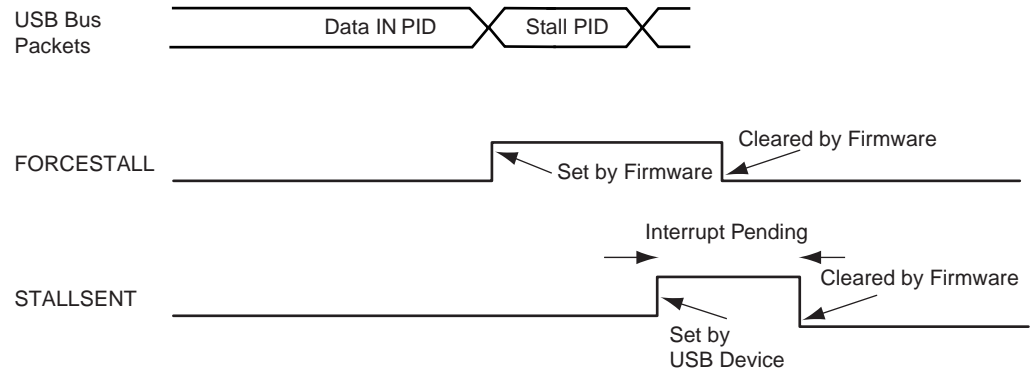 USB Bus
Packets
Data IN PID
Stall PID
FORCESTALL
Set by Firmware
Cleared by Firmware
Interrupt Pending
STALLSENT
Set by
USB Device
Cleared by Firmware